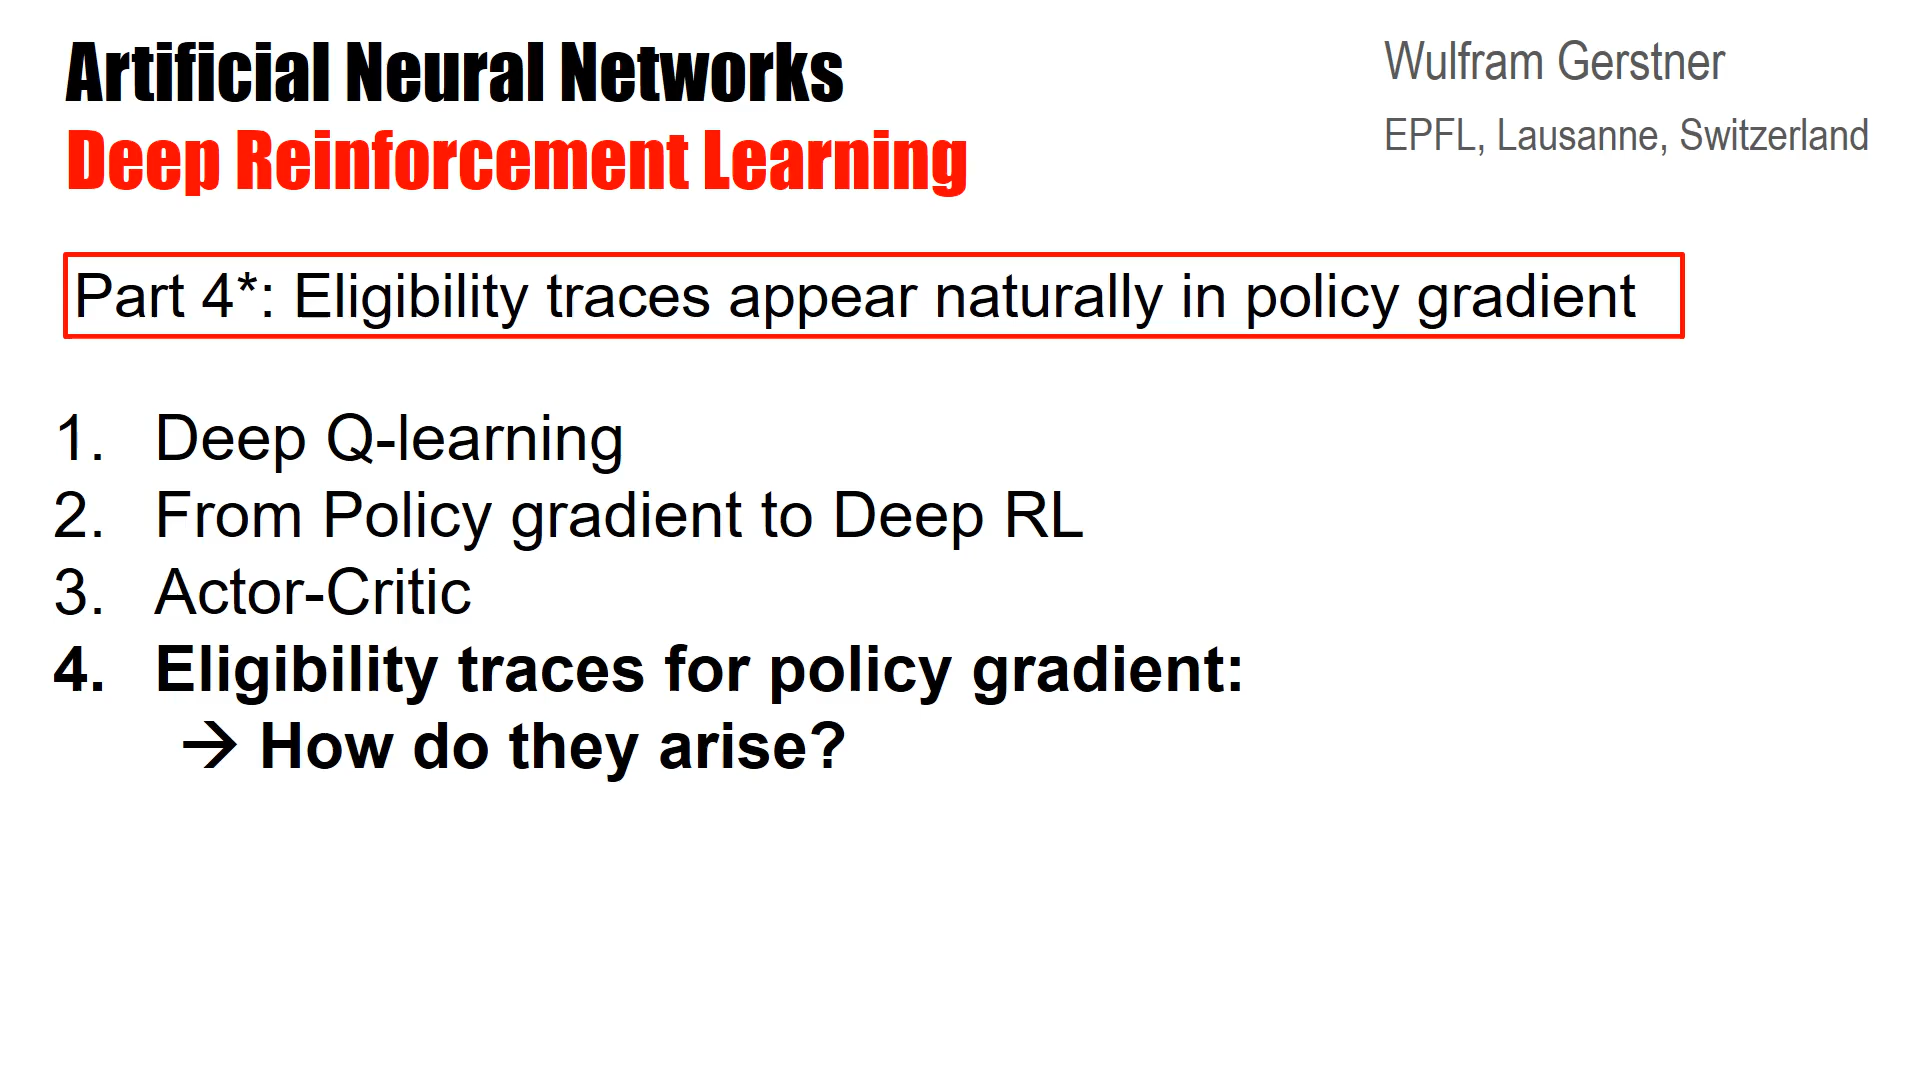 Artificial Neural Networks
Deep Reinforcement Learning
Wulfram Gerstner
EPFL, Lausanne, Switzerland
Part 4*: Eligibility traces appear naturally in policy gradient
1. Deep Q-learning
2. From Policy gradient to Deep RL
3. Actor-Critic
4. Eligibility traces for policy gradient:
→ How do they arise?